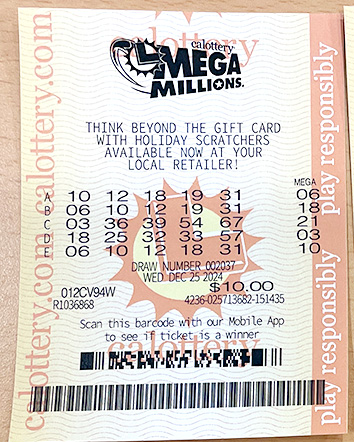 calottery
MEGA
MILLIONS
THINK BEYOND THE GIFT CARD
WITH HOLIDAY SCRATCHERS
AVAILABLE NOW AT YOUR
LOCAL RETAILER!
MEGA
A 10 12 18 19 31 06
B 06 10 12 19 31 18
C 03 36 39 54 67 21
D 18 25 32 03
E 06 10 12 18 31 10
DRAW NUMBER 002037
WED DEC 25 2024
012CV94W $10.00
R1036868 4236-025713682-151435
Scan this barcode with our Mobile App
to see if ticket is a winner
calottery.com calottery.com
play responsibly play responsibly